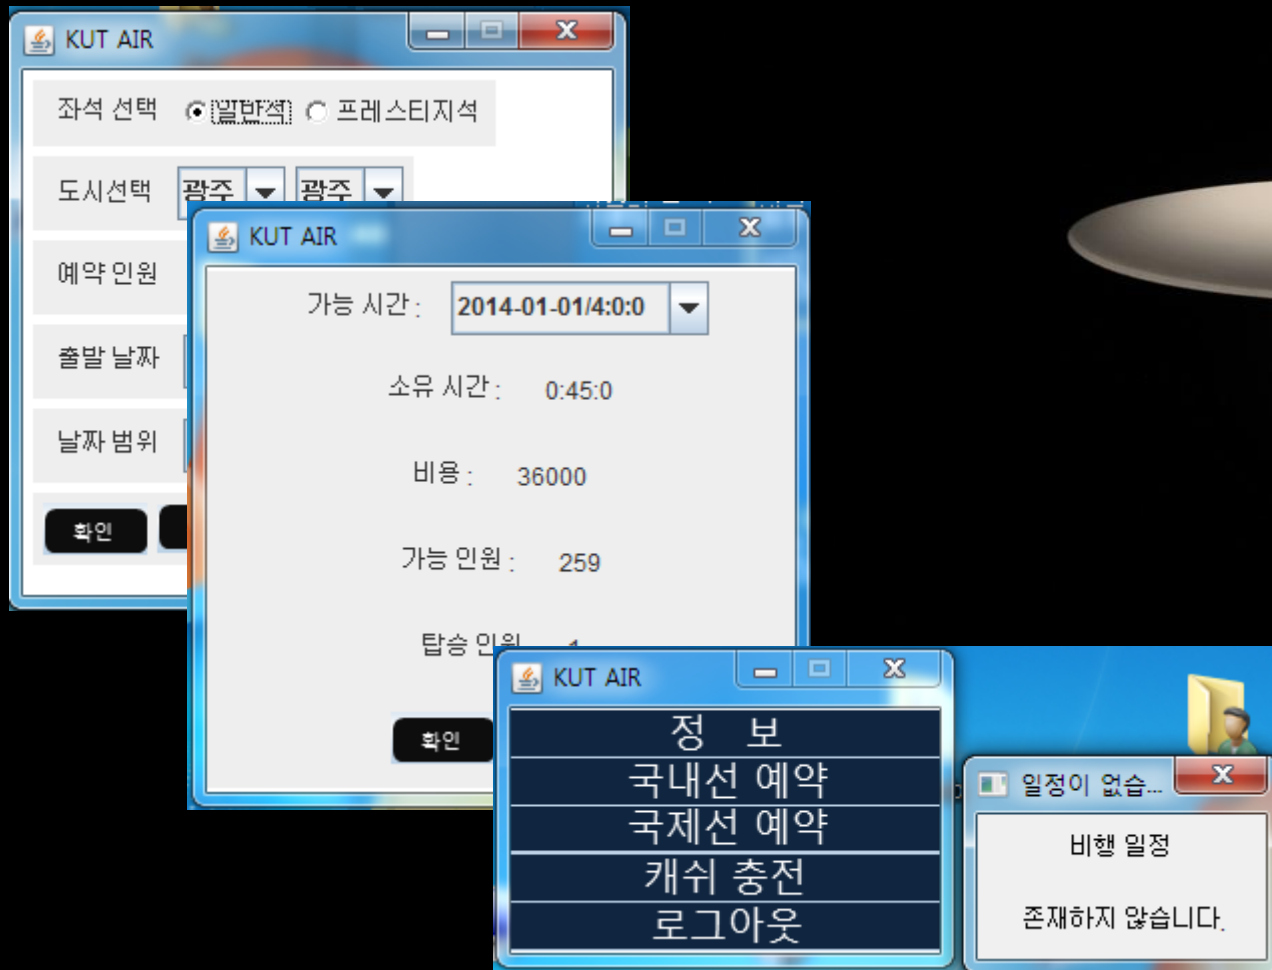 KUT AIR
좌석 선택 일반석 프레스티지석
도시선택 광주 광주
예약 인원
출발 날짜
날짜 범위
확인
KUT AIR
가능 시간 : 2014-01-01/4:0:0
소유 시간 : 0:45:0
비용 : 36000
가능 인원 : 259
탑승 인원
확인
KUT AIR
정 보
국내선 예약
국제선 예약
캐쉬 충전
로그아웃
일정이 없습...
비행 일정
존재하지 않습니다.